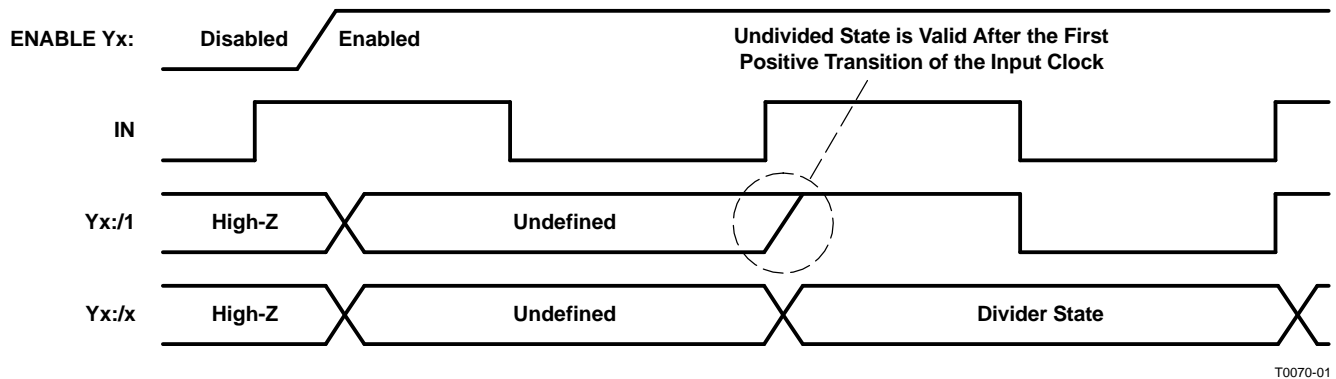 ENABLE Yx:
Disabled
Enabled
Undivided State is Valid After the First
Positive Transition of the Input Clock
IN
Yx:/1
High-Z
Undefined
Yx:/x
High-Z
Undefined
Divider State
T0070-01